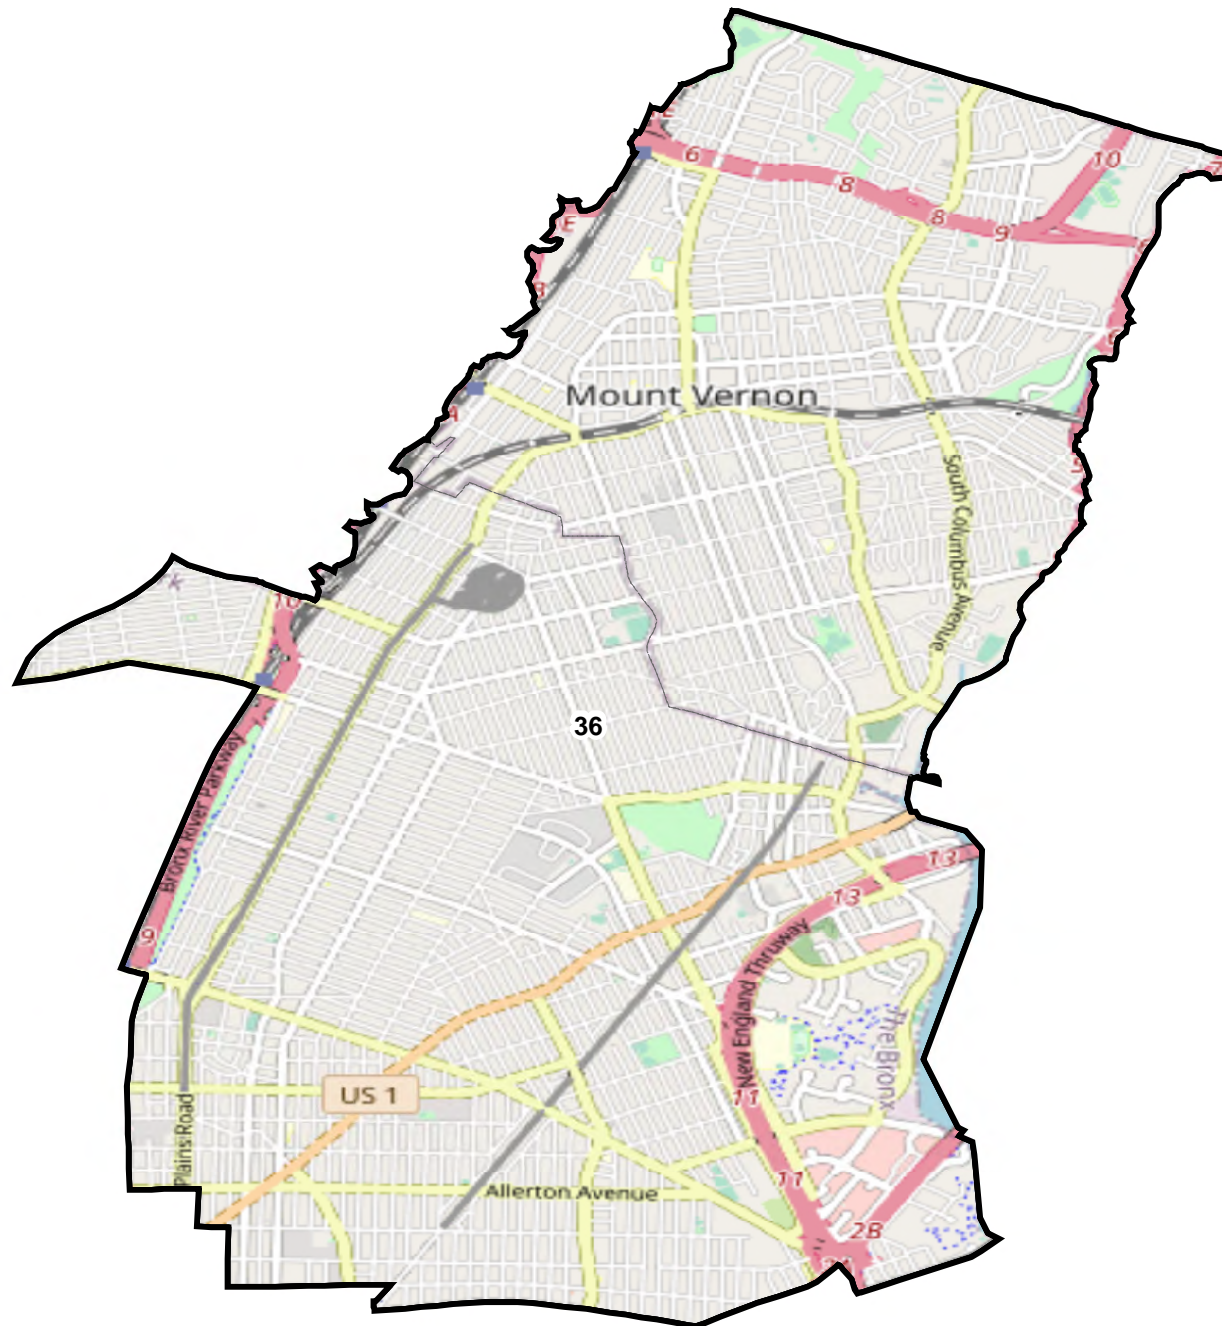 6
8
8
9
10
E
Mount Vernon
South Columbus Avenue
10
36
Bronx River Parkway
9
13
13
New England Thruway
The Bronx
US 1
11
Plains Road
11
Allerton Avenue
2B